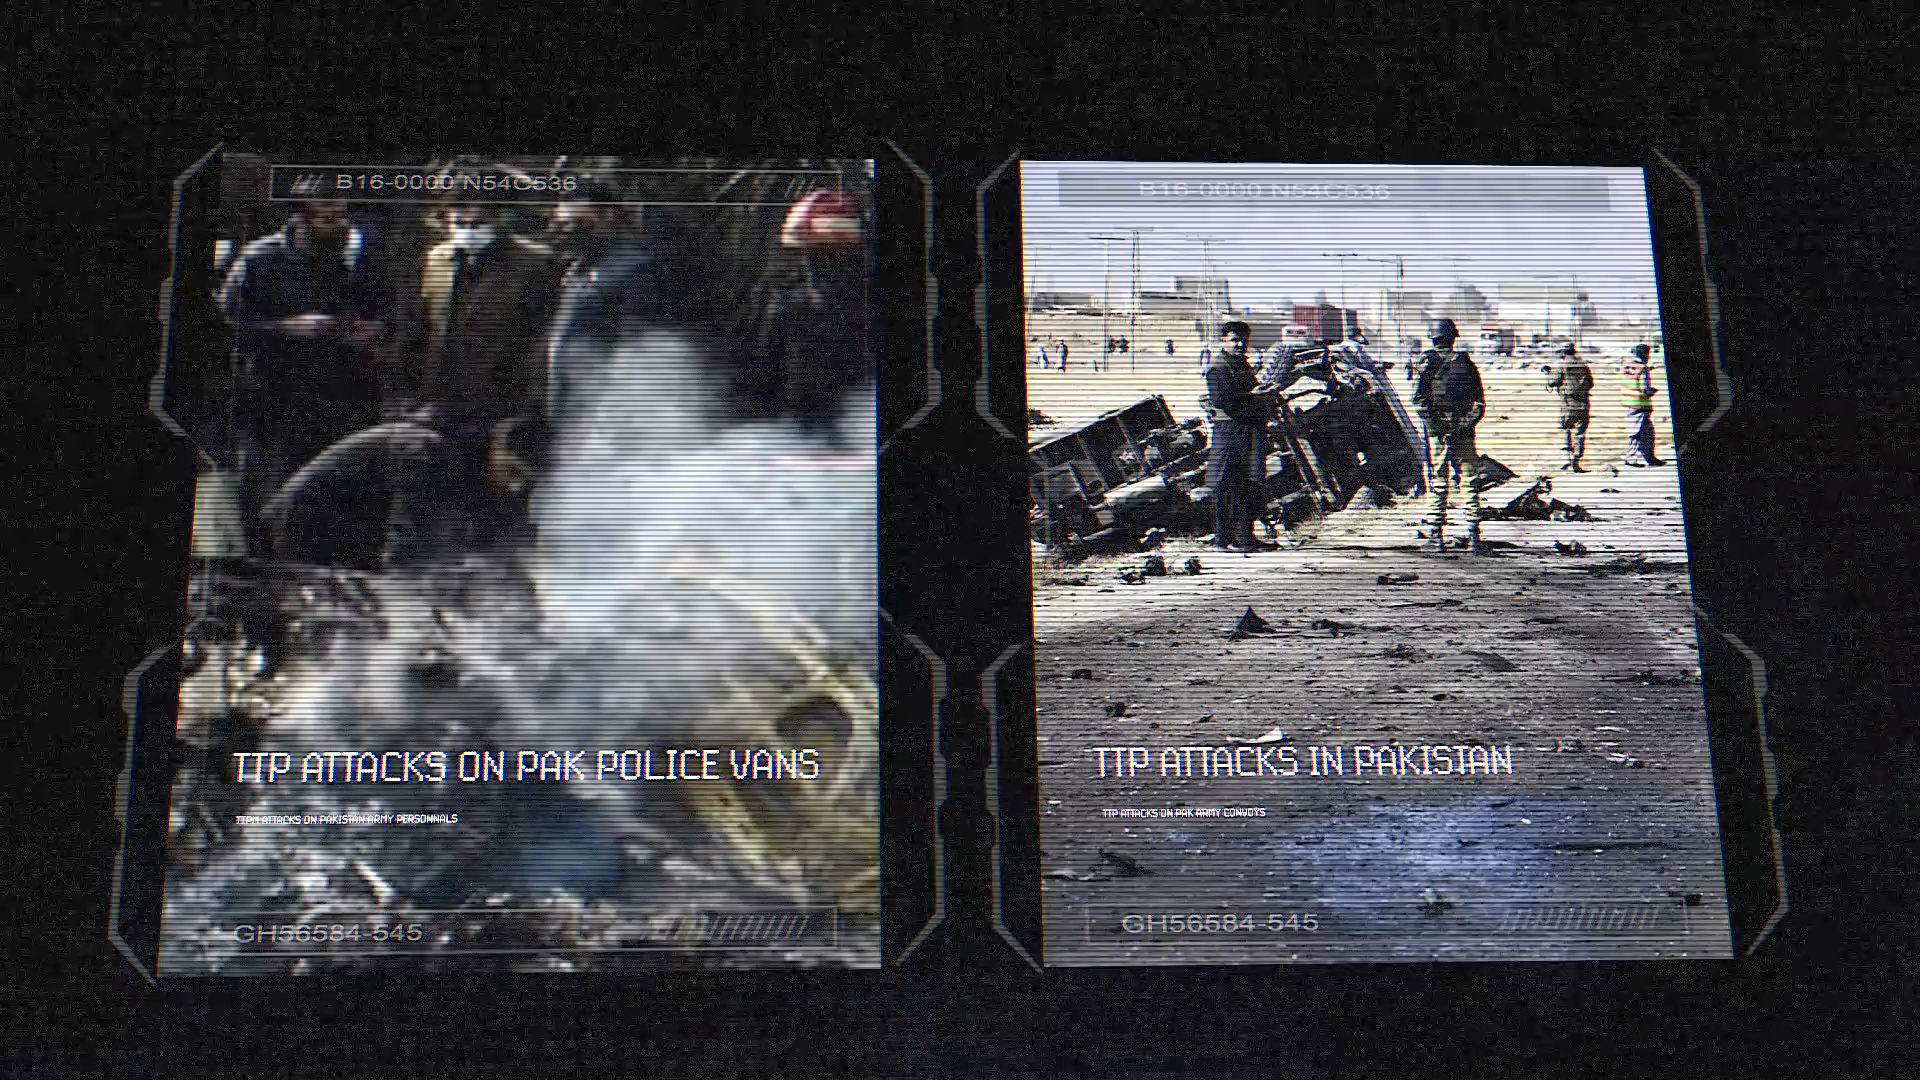 B16-0000 N54C536
TTP ATTACKS ON PAK POLICE VANS
TTPM ATTACKS ON PAKISTAN ARMY PERSONNALS
GH56584-545
B16-0000 N54C536
TTP ATTACKS IN PAKISTAN
TTP ATTACKS ON PAK ARMY CONVOYS
GH56584-545